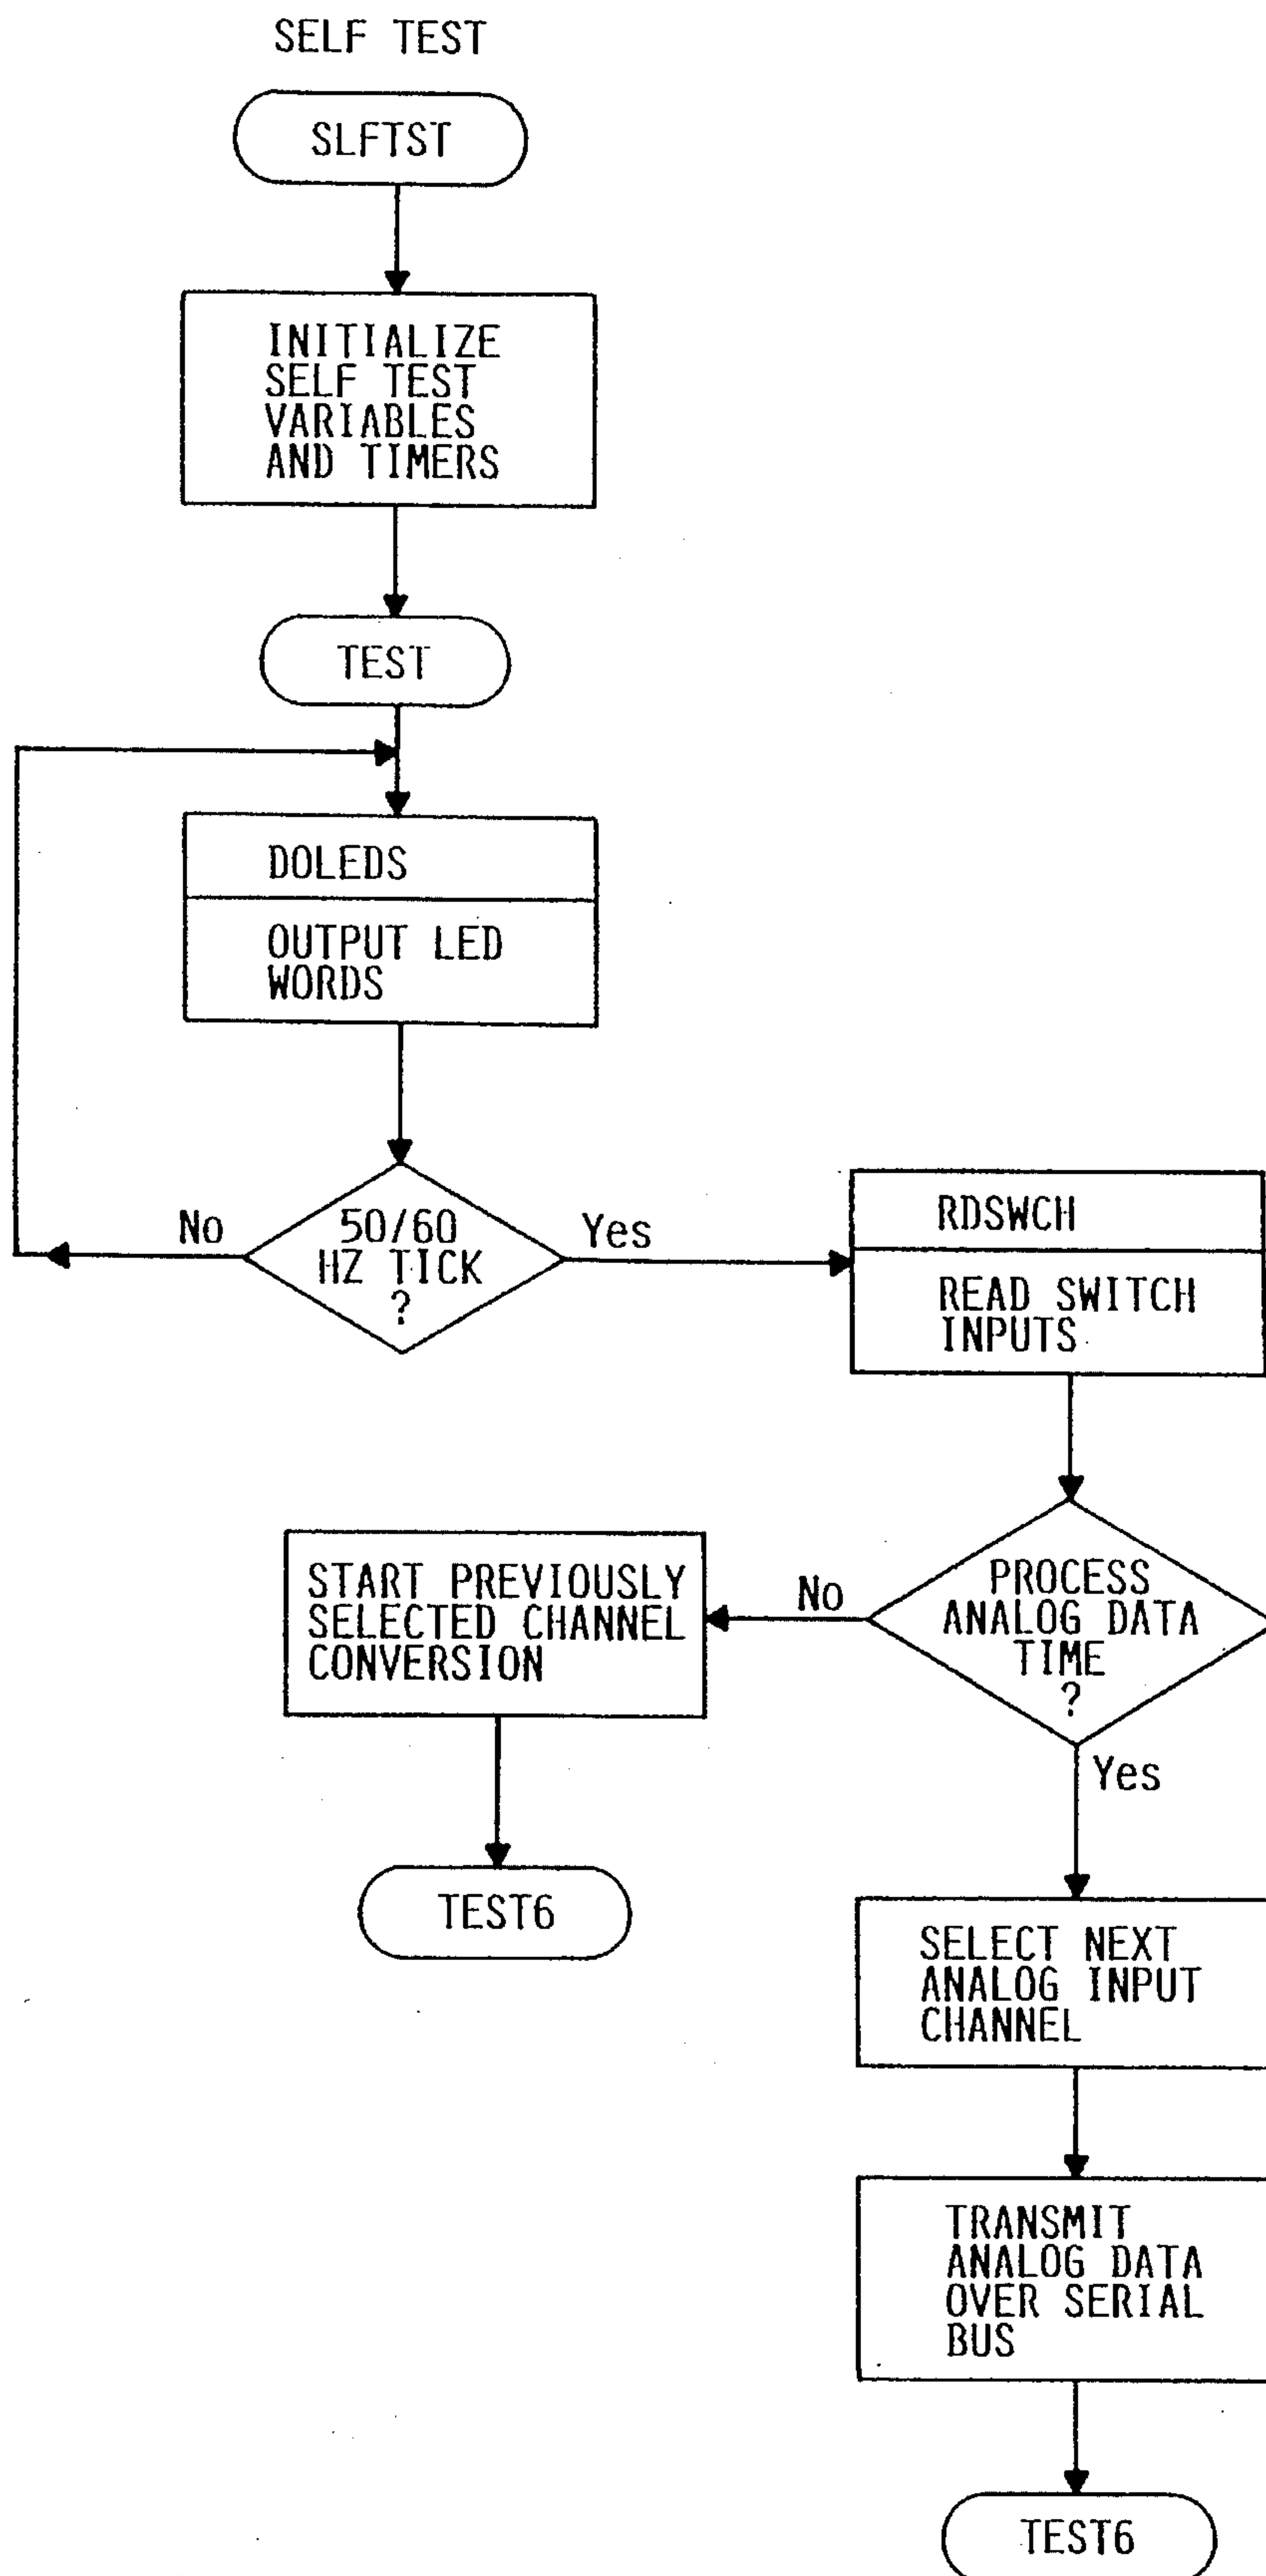 SELF TEST
SLFTST
INITIALIZE
SELF TEST
VARIABLES
AND TIMERS
TEST
DOLEDS
OUTPUT LED
WORDS
No
50/60
HZ TICK
?
Yes
RDSWCH
READ SWITCH
INPUTS
START PREVIOUSLY
SELECTED CHANNEL
CONVERSION
No
PROCESS
ANALOG DATA
TIME
?
Yes
TEST6
SELECT NEXT
ANALOG INPUT
CHANNEL
TRANSMIT
ANALOG DATA
OVER SERIAL
BUS
TEST6